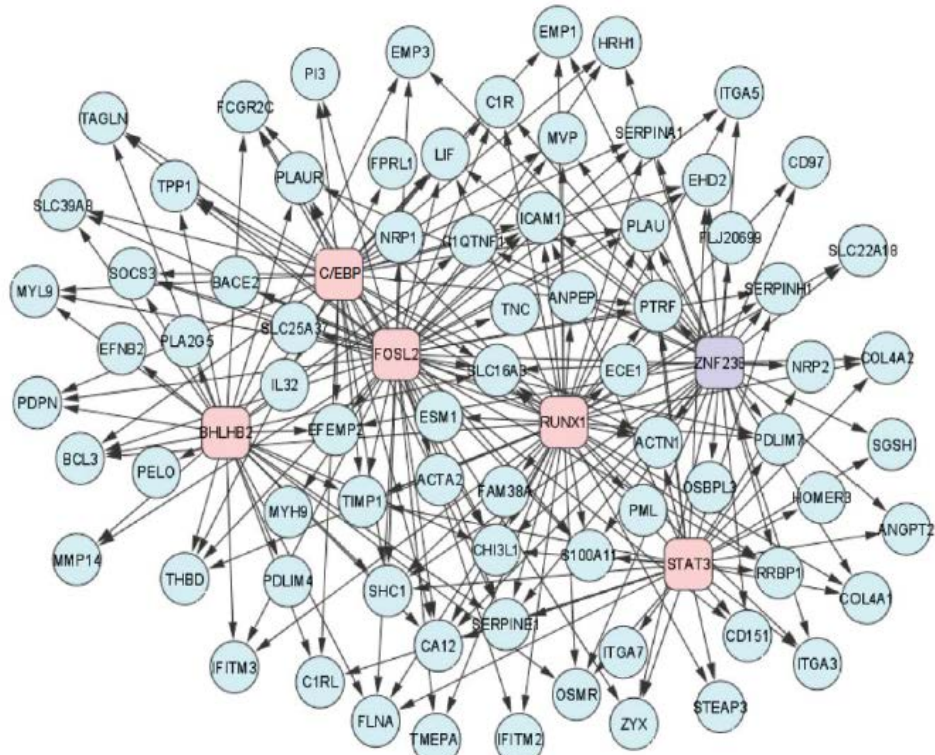 EMP1
EMP3
HRH1
PI3
ITGA5
FCGR2C
C1R
TAGLN
MVP
SERPINA1
LIF
FPRL1
CD97
PLAUR
EHD2
TPP1
SLC39A8
ICAM1
NRP1
C1QTNF1
PLAU
FLJ20699
SLC22A18
C/EBP
SOCS3
BACE2
MYL9
SERPINH1
TNC
ANPEP
PTRF
SLC25A37
EFNB2
PLA2G5
FOSL2
ZNF238
COL4A2
SLC16A3
ECE1
NRP2
IL32
PDPN
BHLHB2
EFEMP2
ESM1
RUNX1
ACTN1
PDLIM7
SGSH
BCL3
PELO
ACTA2
FAM38A
OSBPL3
HOMER3
TIMP1
MYH9
PML
ANGPT2
MMP14
CHI3L1
S100A11
STAT3
THBD
PDLIM4
SHC1
RRBP1
COL4A1
SERPINE1
CD151
CA12
ITGA7
ITGA3
IFITM3
C1RL
OSMR
STEAP3
FLNA
TMEPA
IFITM2
ZYX